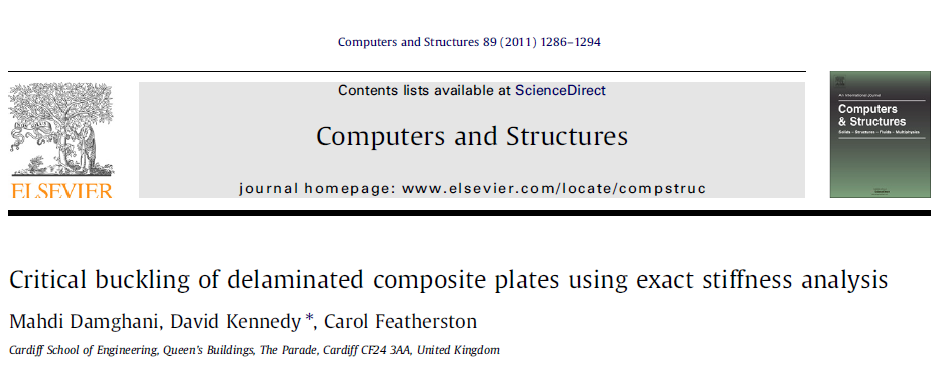 Computers and Structures 89 (2011) 1286–1294
Contents lists available at ScienceDirect
Computers and Structures
journal homepage: www.elsevier.com/locate/compstruc
ELSEVIER
An International Journal
Computers
& Structures
Solids – Structures – Fluids – Multiphysics
Critical buckling of delaminated composite plates using exact stiffness analysis
Mahdi Damghani, David Kennedy *, Carol Featherston
Cardiff School of Engineering, Queen's Buildings, The Parade, Cardiff CF24 3AA, United Kingdom